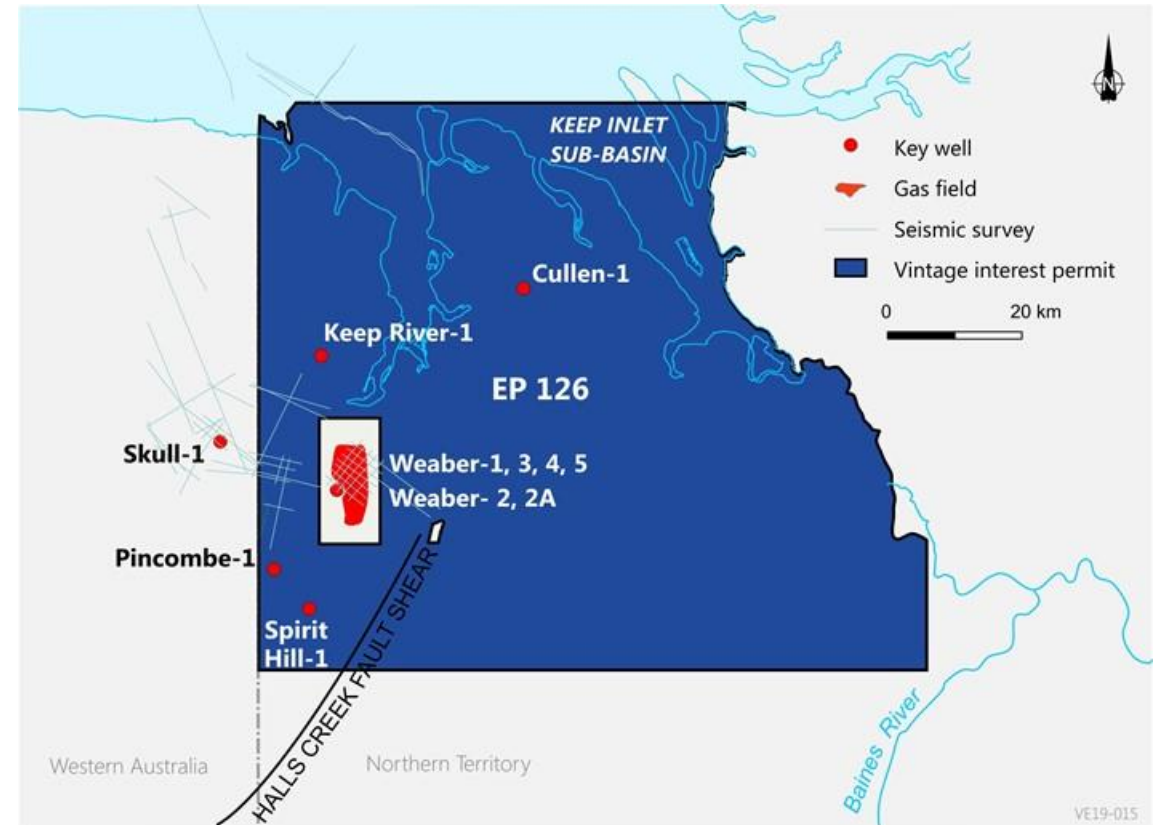 N
KEEP INLET
SUB-BASIN
Key well
Gas field
Seismic survey
Vintage interest permit
0 20 km
Cullen-1
Keep River-1
EP 126
Skull-1
Weaber-1, 3, 4, 5
Weaber- 2, 2A
Pincombe-1
Spirit
Hill-1
HALLS CREEK FAULT SHEAR
Western Australia
Northern Territory
Baines River
VE19-015